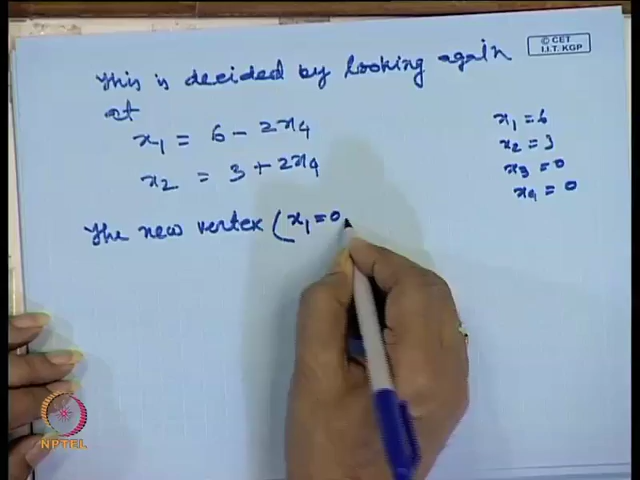 © CET
I.I.T. KGP
This is decided by looking again
at
x₁ = 6 - 2x₄
x₂ = 3 + 2x₄
x₁ = 6
x₂ = 3
x₃ = 0
x₄ = 0
The new vertex (x₁ = 0
NPTEL